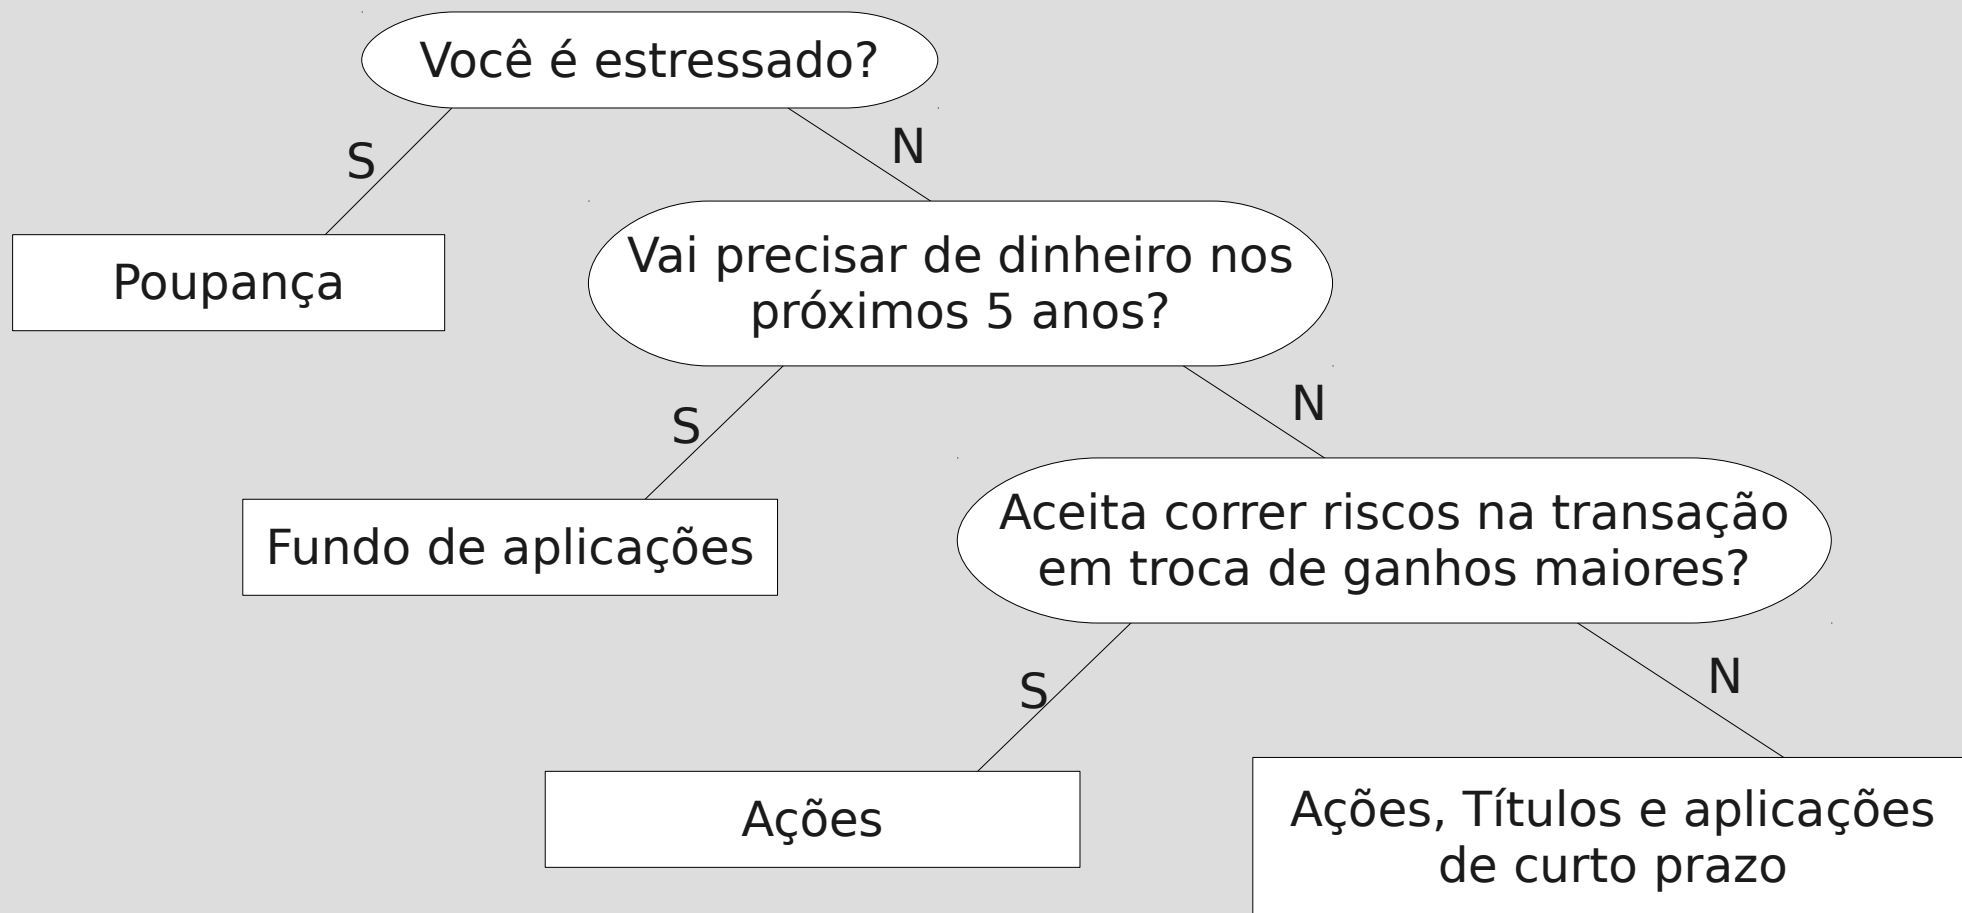 Você é estressado?
S
N
Poupança
Vai precisar de dinheiro nos
próximos 5 anos?
S
N
Fundo de aplicações
Aceita correr riscos na transação
em troca de ganhos maiores?
S
N
Ações
Ações, Títulos e aplicações
de curto prazo